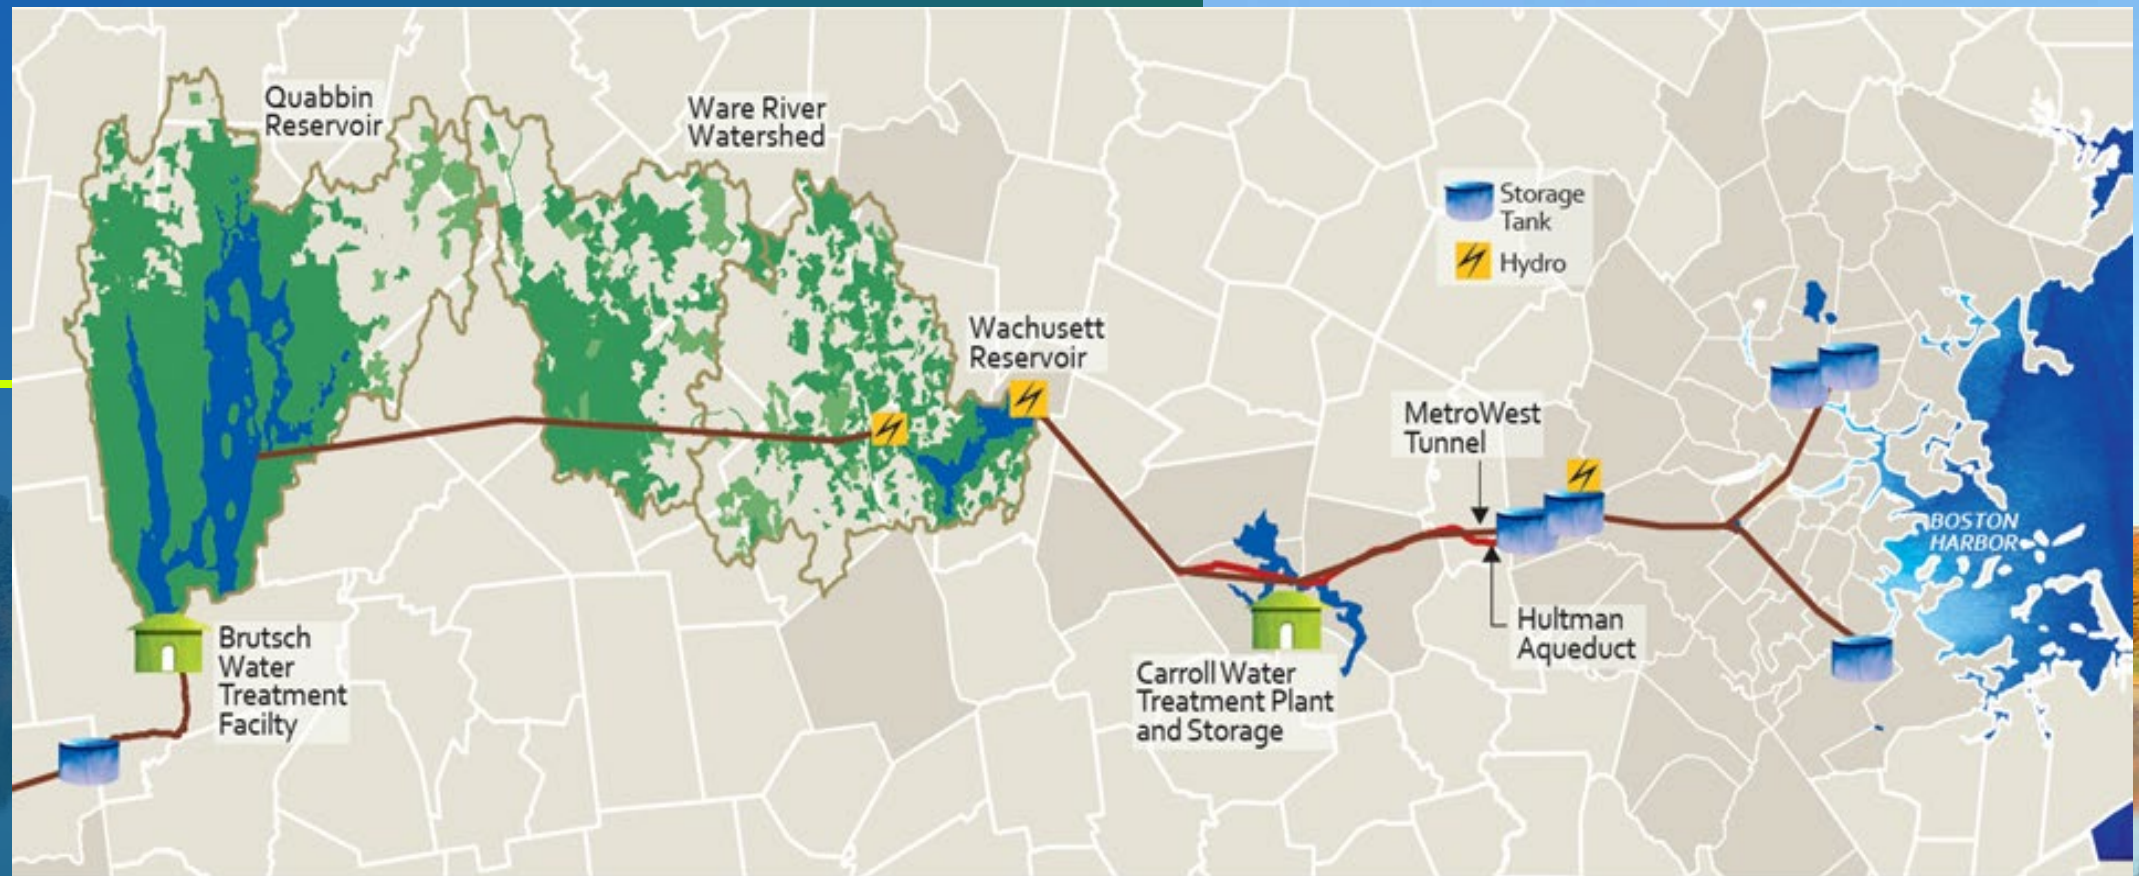 Quabbin
Reservoir
Ware River
Watershed
Storage
Tank
Hydro
Wachusett
Reservoir
MetroWest
Tunnel
BOSTON
HARBOR
Hultman
Aqueduct
Brutsch
Water
Treatment
Facilty
Carroll Water
Treatment Plant
and Storage